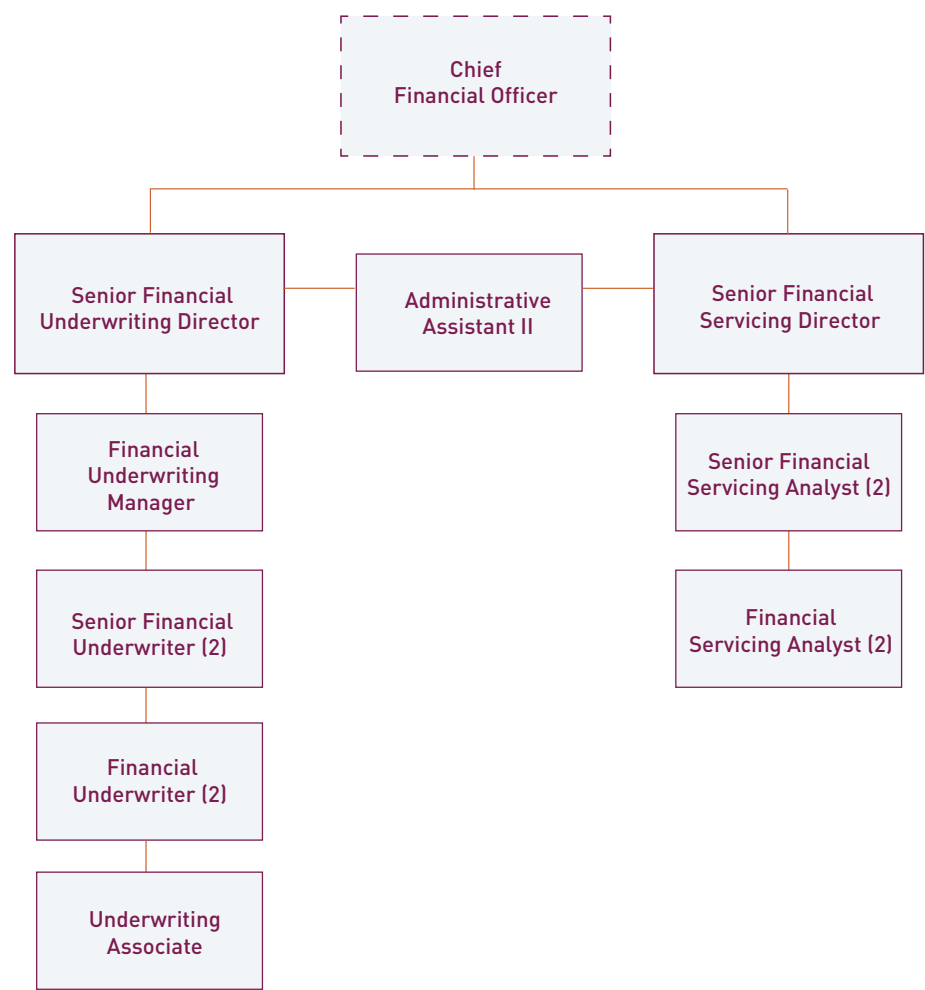 Chief
Financial Officer
Senior Financial
Underwriting Director
Administrative
Assistant II
Senior Financial
Servicing Director
Financial
Underwriting
Manager
Senior Financial
Servicing Analyst (2)
Senior Financial
Underwriter (2)
Financial
Servicing Analyst (2)
Financial
Underwriter (2)
Underwriting
Associate